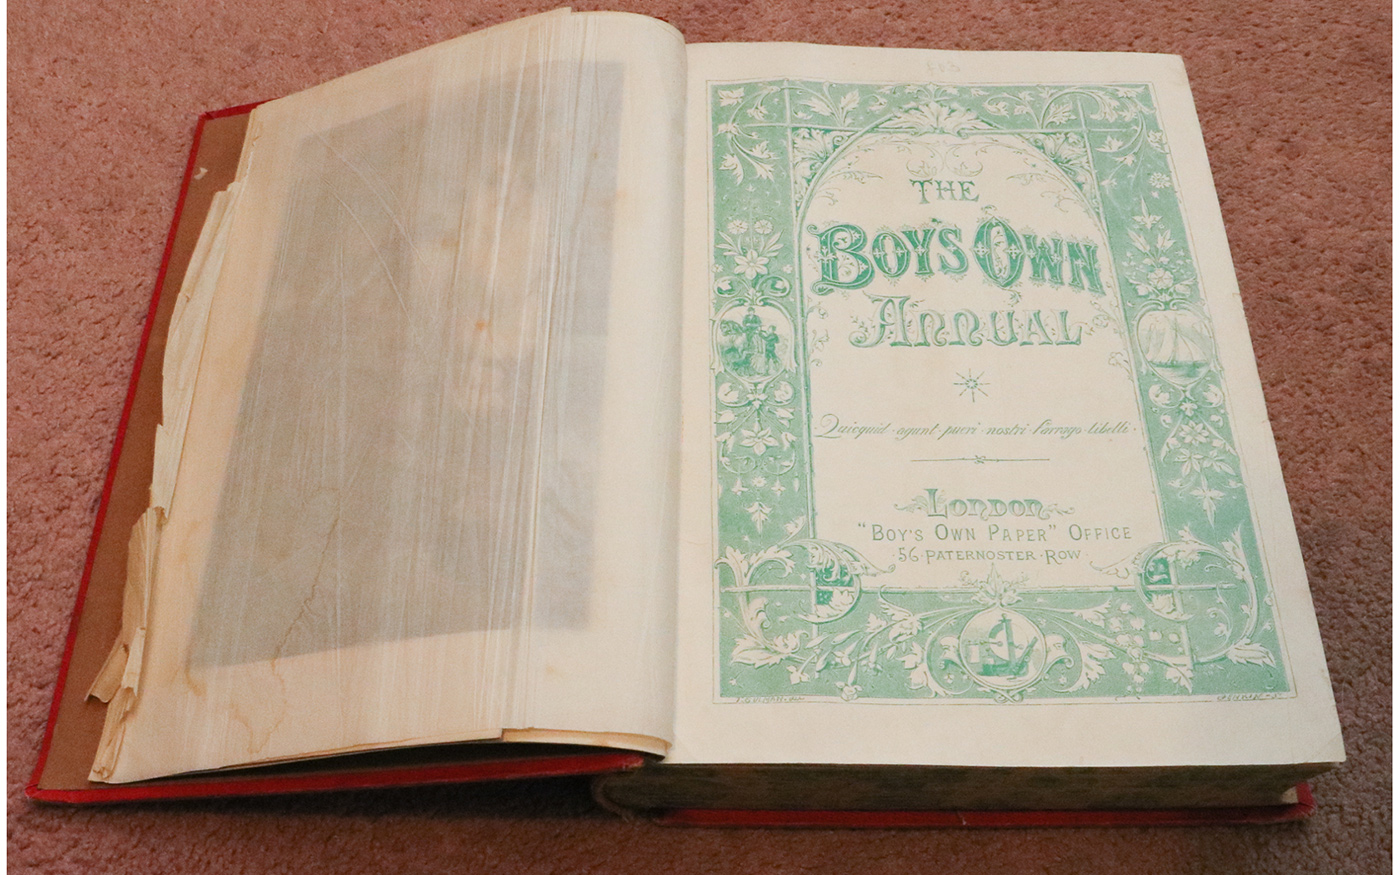 THE
BOY'S OWN
ANNUAL
Quicquid · agunt · pueri · nostri · farrago · libelli ·
LONDON
"BOY'S OWN PAPER" OFFICE
· 56 · PATERNOSTER · ROW ·